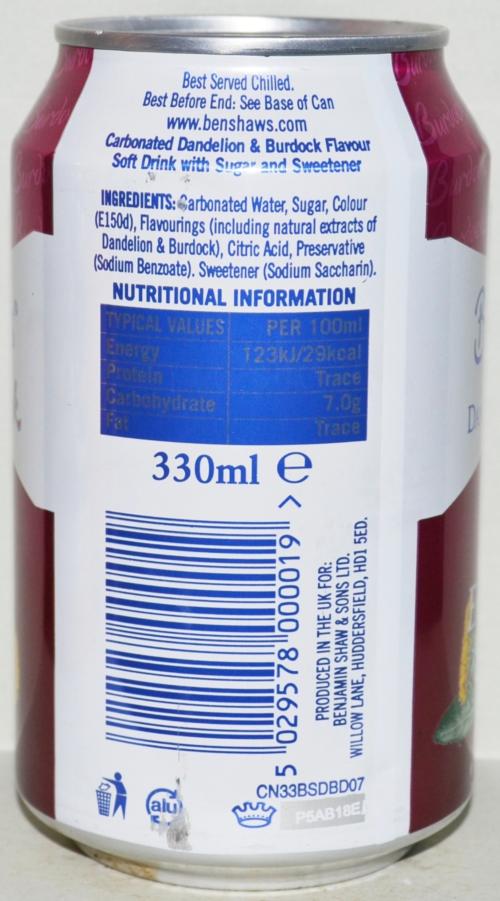 Best Served Chilled.
Best Before End: See Base of Can
www.benshaws.com
Carbonated Dandelion & Burdock Flavour
Soft Drink with Sugar and Sweetener
INGREDIENTS: Carbonated Water, Sugar, Colour
(E150d), Flavourings (including natural extracts of
Dandelion & Burdock), Citric Acid, Preservative
(Sodium Benzoate). Sweetener (Sodium Saccharin).
NUTRITIONAL INFORMATION
TYPICAL VALUES PER 100ml
Energy 123kJ/29kcal
Protein Trace
Carbohydrate 7.0g
Fat Trace
330ml ℮
5 029578 000019 >
PRODUCED IN THE UK FOR:
BENJAMIN SHAW & SONS LTD.
WILLOW LANE, HUDDERSFIELD, HD1 5ED.
alu
CN33BSDBD07
P5AB18E